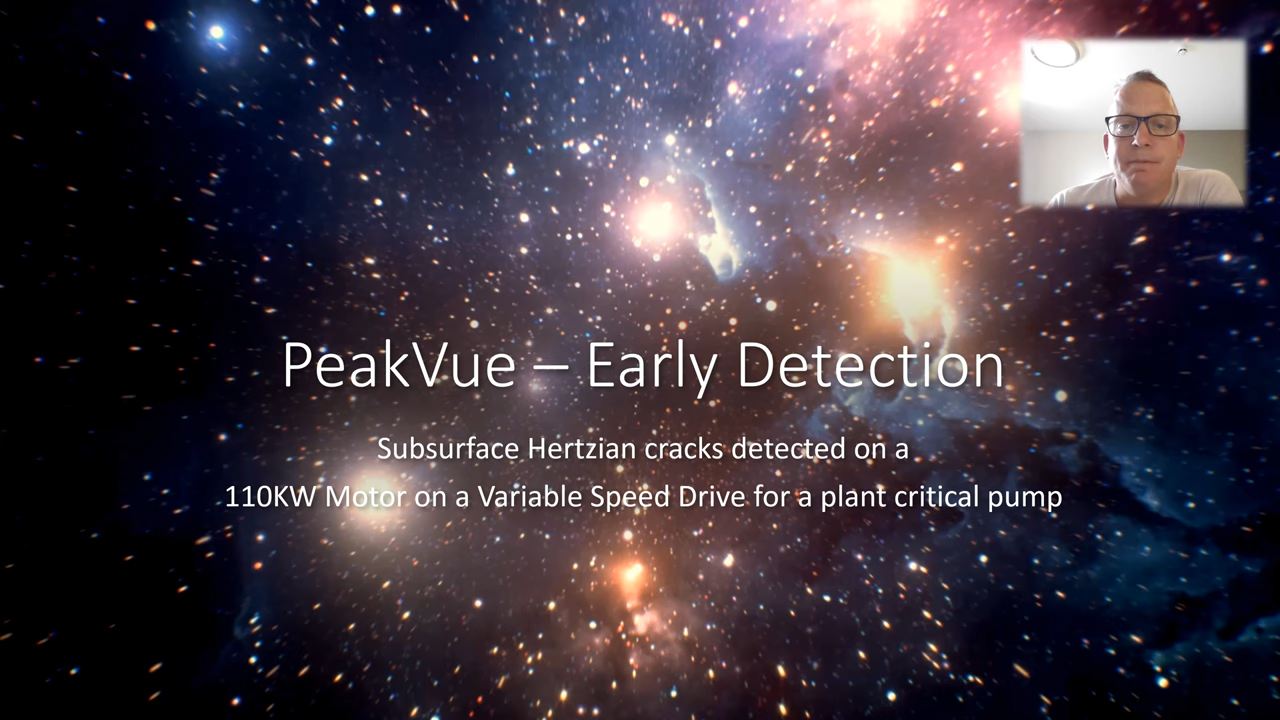 PeakVue – Early Detection
Subsurface Hertzian cracks detected on a
110KW Motor on a Variable Speed Drive for a plant critical pump